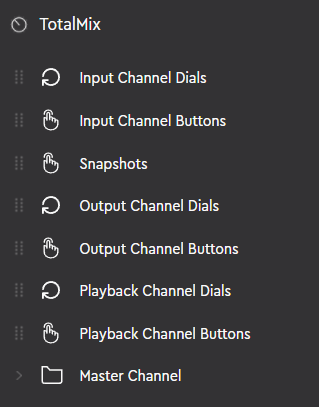 TotalMix
Input Channel Dials
Input Channel Buttons
Snapshots
Output Channel Dials
Output Channel Buttons
Playback Channel Dials
Playback Channel Buttons
Master Channel